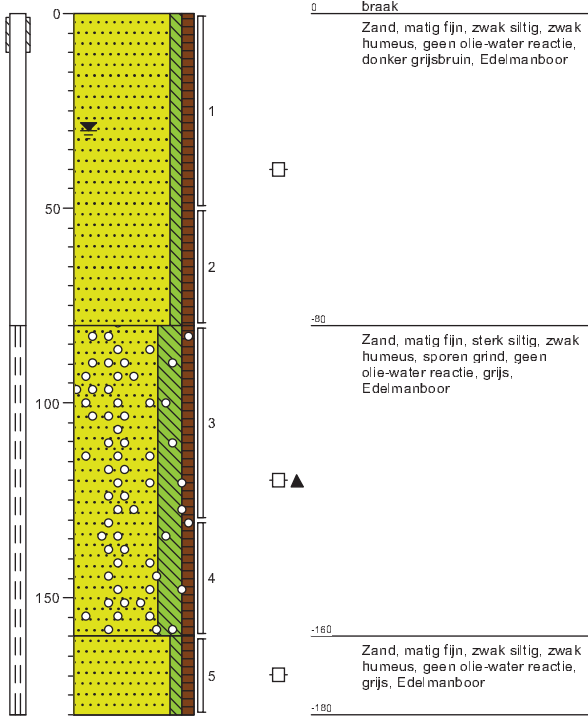 0
braak
0
Zand, matig fijn, zwak siltig, zwak
humeus, geen olie-water reactie,
donker grijsbruin, Edelmanboor
1
50
2
-80
Zand, matig fijn, sterk siltig, zwak
humeus, sporen grind, geen
olie-water reactie, grijs,
Edelmanboor
100
3
4
150
-160
Zand, matig fijn, zwak siltig, zwak
humeus, geen olie-water reactie,
grijs, Edelmanboor
5
-180